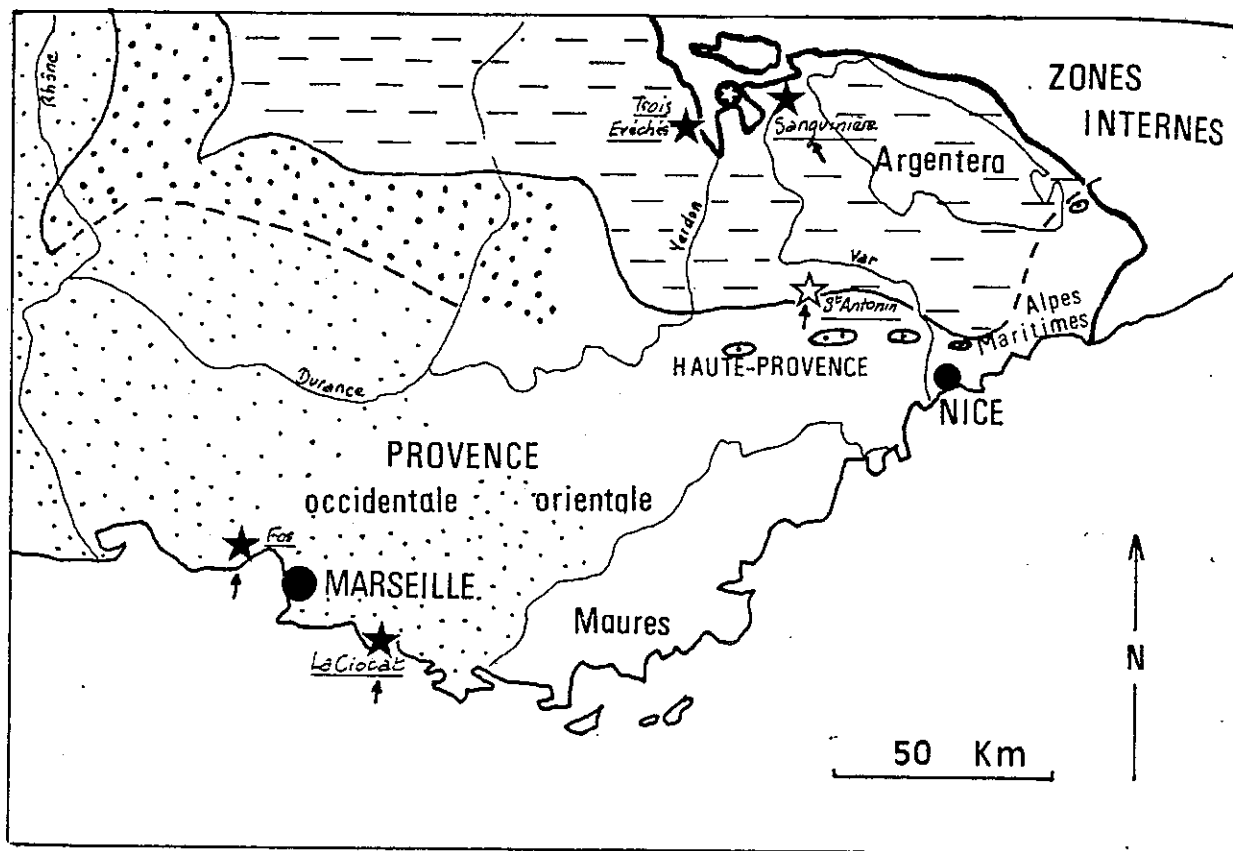 Rhône
ZONES
INTERNES
Trois
Evêchés
Sanguinière
Argentera
Verdon
Var
St Antonin
Alpes
Maritimes
HAUTE-PROVENCE
Durance
NICE
PROVENCE
occidentale orientale
Fos
MARSEILLE
Maures
La Ciotat
N
50 Km